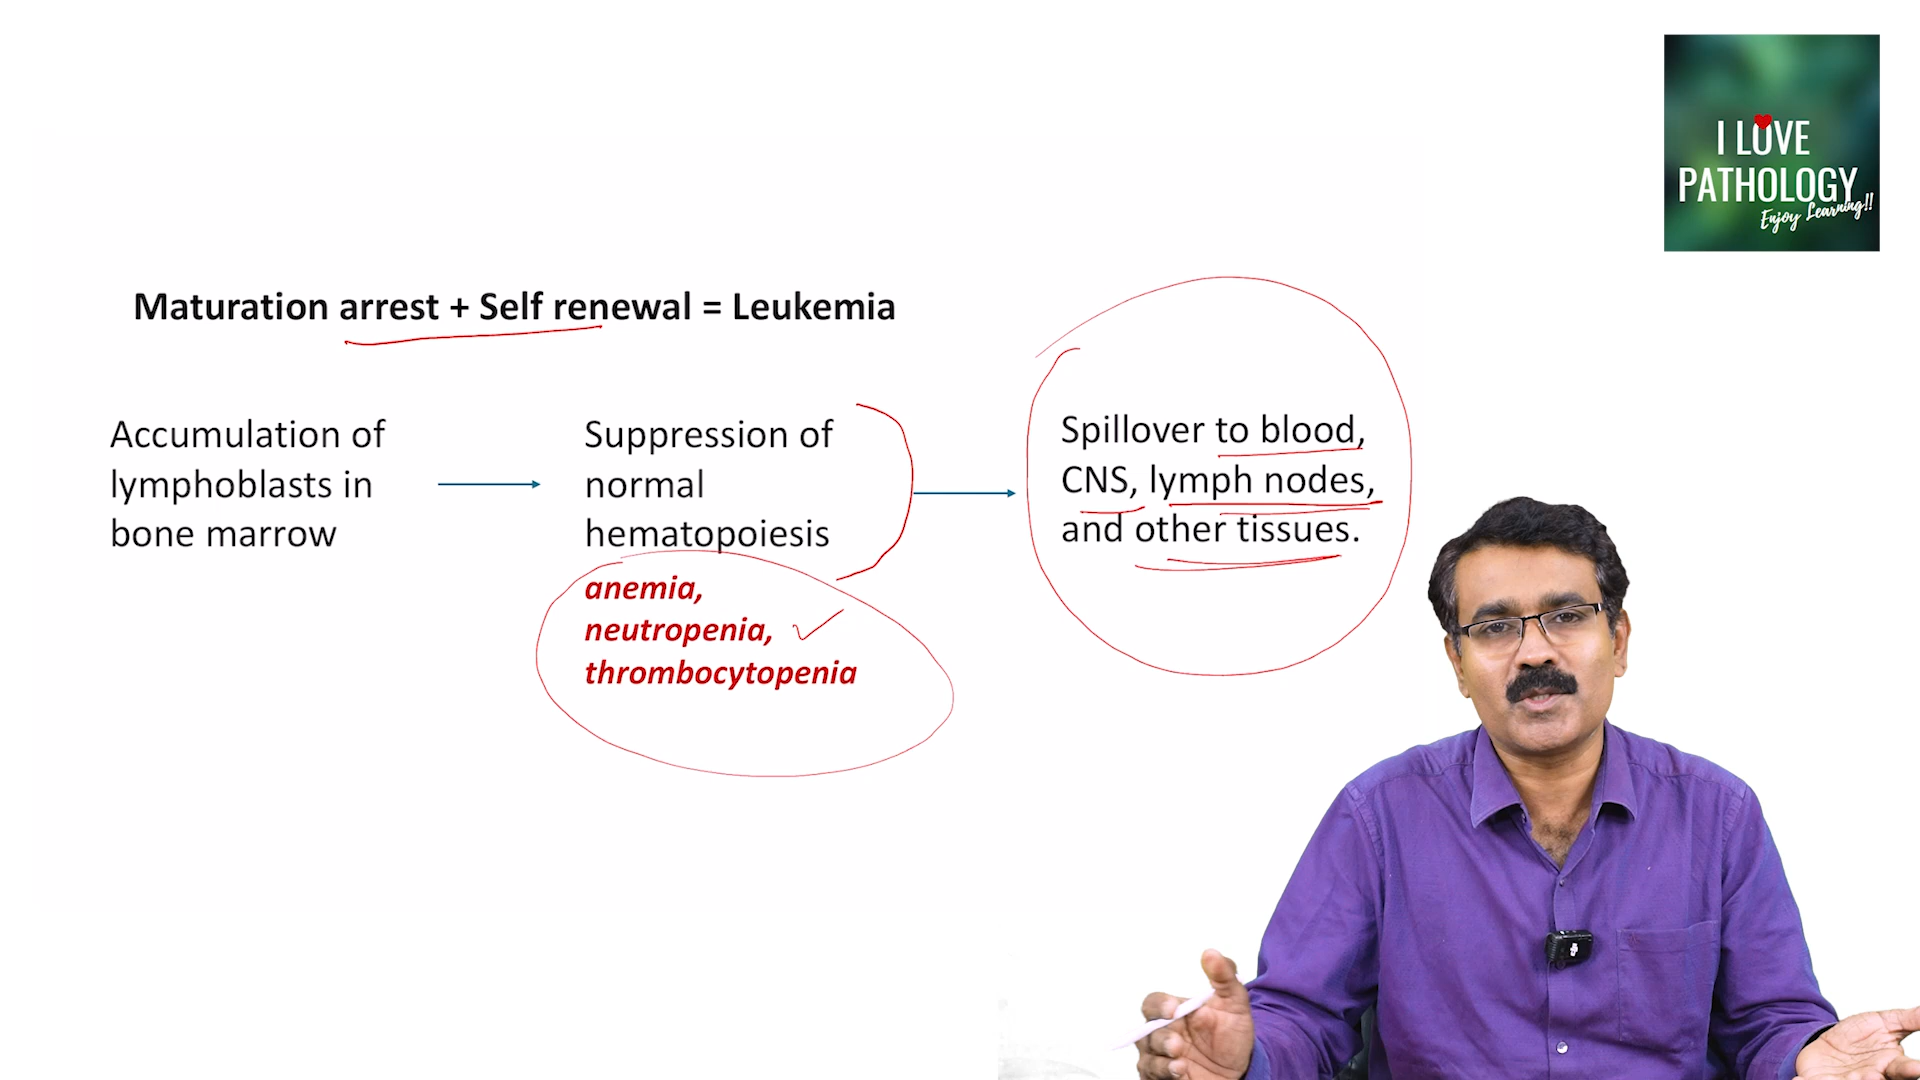 I LOVE
PATHOLOGY
Enjoy Learning!!
Maturation arrest + Self renewal = Leukemia
Accumulation of
lymphoblasts in
bone marrow
Suppression of
normal
hematopoiesis
anemia,
neutropenia,
thrombocytopenia
Spillover to blood,
CNS, lymph nodes,
and other tissues.